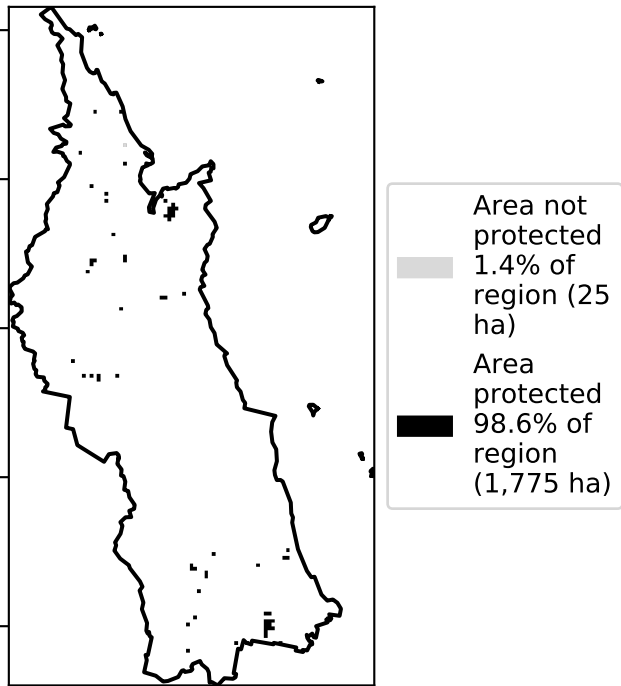 Area not
protected
1.4% of
region (25
ha)
Area
protected
98.6% of
region
(1,775 ha)